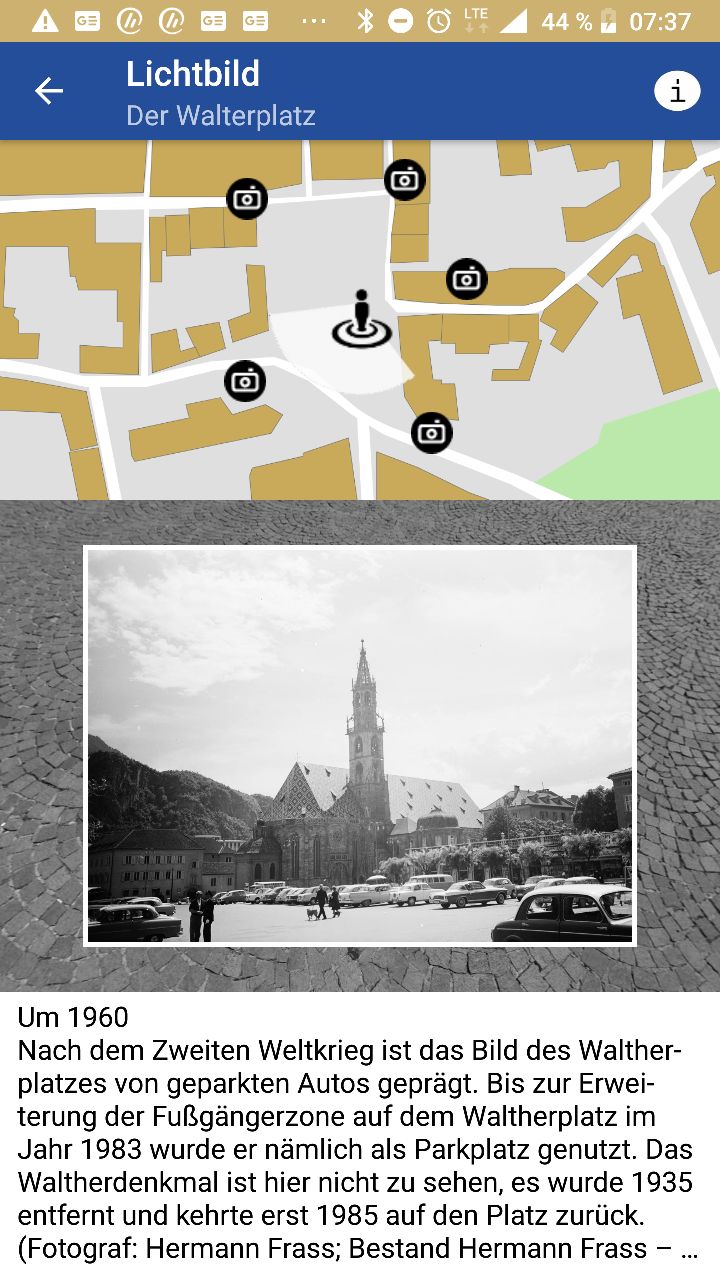 GE
GE
GE
LTE
44 %
07:37
Lichtbild
i
Der Walterplatz
Um 1960
Nach dem Zweiten Weltkrieg ist das Bild des Walther-
platzes von geparkten Autos geprägt. Bis zur Erwei-
terung der Fußgängerzone auf dem Waltherplatz im
Jahr 1983 wurde er nämlich als Parkplatz genutzt. Das
Waltherdenkmal ist hier nicht zu sehen, es wurde 1935
entfernt und kehrte erst 1985 auf den Platz zurück.
(Fotograf: Hermann Frass; Bestand Hermann Frass – ...